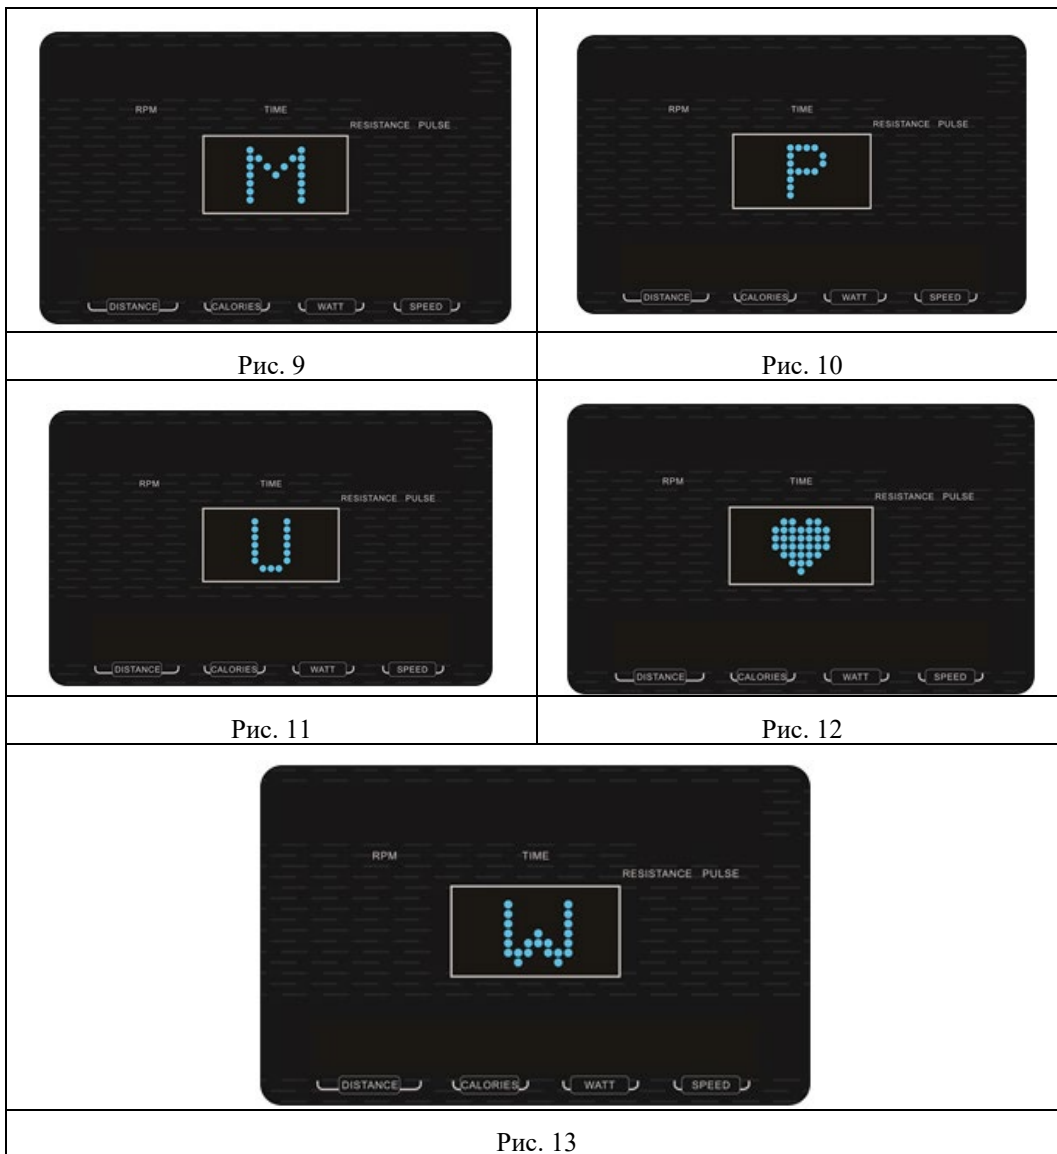 RPM TIME
RESISTANCE PULSE
M
DISTANCE CALORIES WATT SPEED
Рис. 9
RPM TIME
RESISTANCE PULSE
P
DISTANCE CALORIES WATT SPEED
Рис. 10
RPM TIME
RESISTANCE PULSE
U
DISTANCE CALORIES WATT SPEED
Рис. 11
RPM TIME
RESISTANCE PULSE
DISTANCE CALORIES WATT SPEED
Рис. 12
RPM TIME
RESISTANCE PULSE
W
DISTANCE CALORIES WATT SPEED
Рис. 13